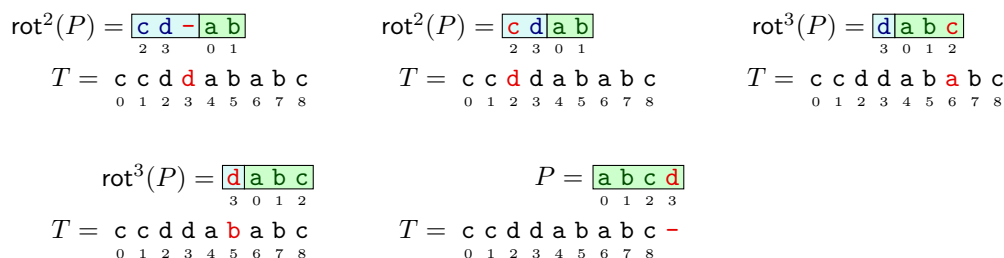 rot²(P) = c d - a b
2 3 0 1
T = c c d d a b a b c
0 1 2 3 4 5 6 7 8
rot²(P) = c d a b
2 3 0 1
T = c c d d a b a b c
0 1 2 3 4 5 6 7 8
rot³(P) = d a b c
3 0 1 2
T = c c d d a b a b c
0 1 2 3 4 5 6 7 8
rot³(P) = d a b c
3 0 1 2
T = c c d d a b a b c
0 1 2 3 4 5 6 7 8
P = a b c d
0 1 2 3
T = c c d d a b a b c -
0 1 2 3 4 5 6 7 8